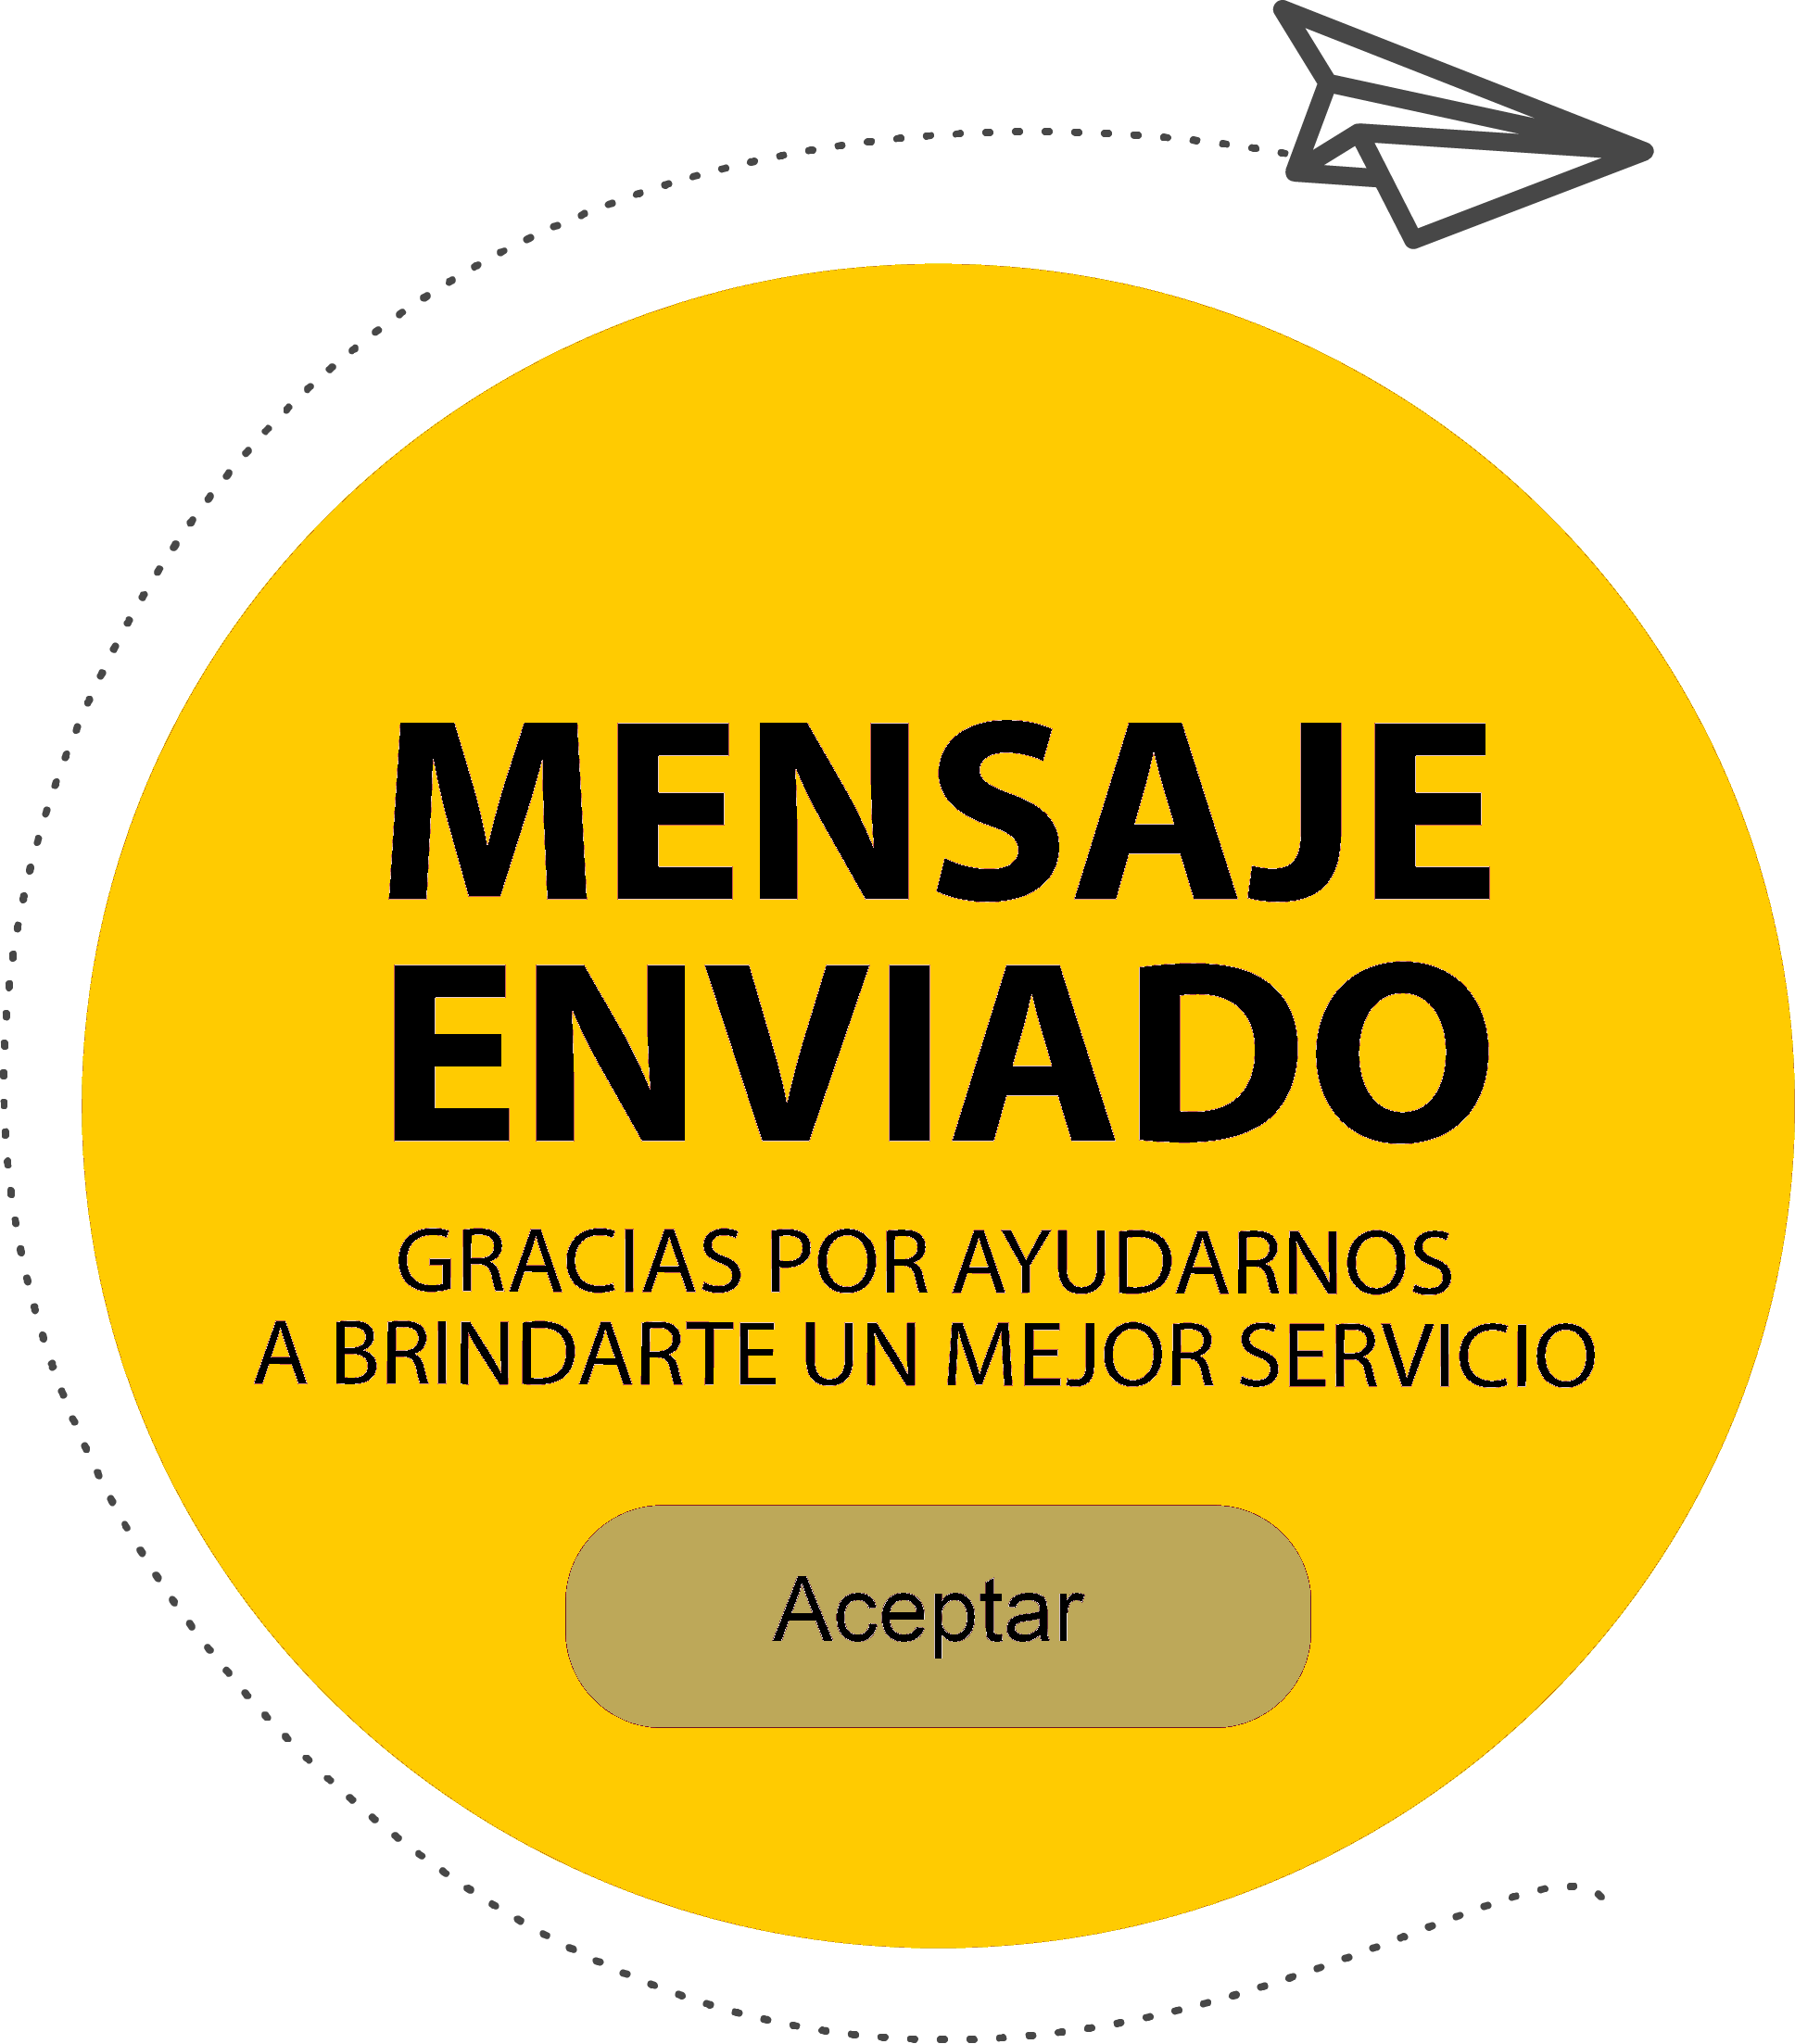 MENSAJE
ENVIADO
GRACIAS POR AYUDARNOS
A BRINDARTE UN MEJOR SERVICIO
Aceptar